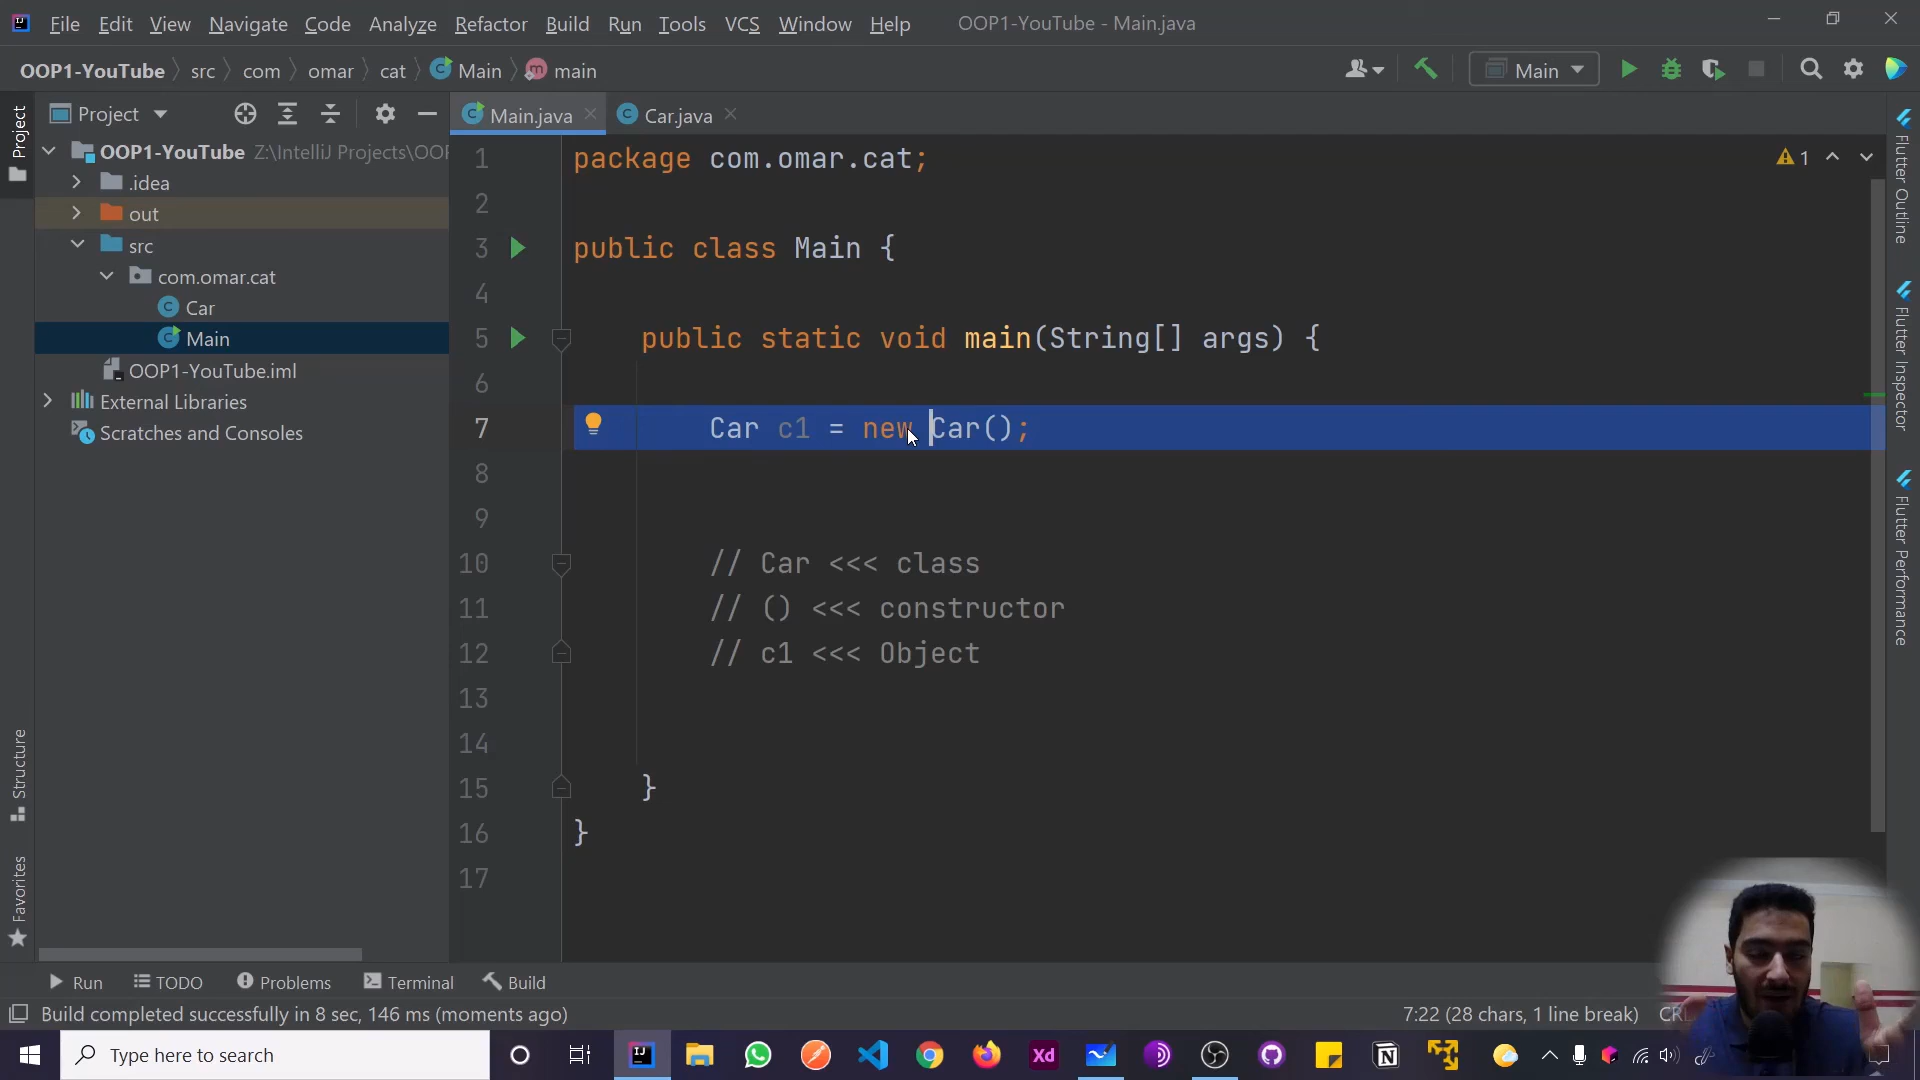 File Edit View Navigate Code Analyze Refactor Build Run Tools VCS Window Help OOP1-YouTube - Main.java
OOP1-YouTube src com omar cat Main main
Main
Project
Main.java
Car.java
Project
OOP1-YouTube Z:\IntelliJ Projects\OOP
.idea
out
src
com.omar.cat
Car
Main
OOP1-YouTube.iml
External Libraries
Scratches and Consoles
Structure
Favorites
1 package com.omar.cat;
2
3 public class Main {
4
5 public static void main(String[] args) {
6
7 Car c1 = new Car();
8
9
10 // Car <<< class
11 // () <<< constructor
12 // c1 <<< Object
13
14
15 }
16 }
17
1
Flutter Outline
Flutter Inspector
Flutter Performance
Run TODO Problems Terminal Build
Build completed successfully in 8 sec, 146 ms (moments ago)
7:22 (28 chars, 1 line break)
Type here to search